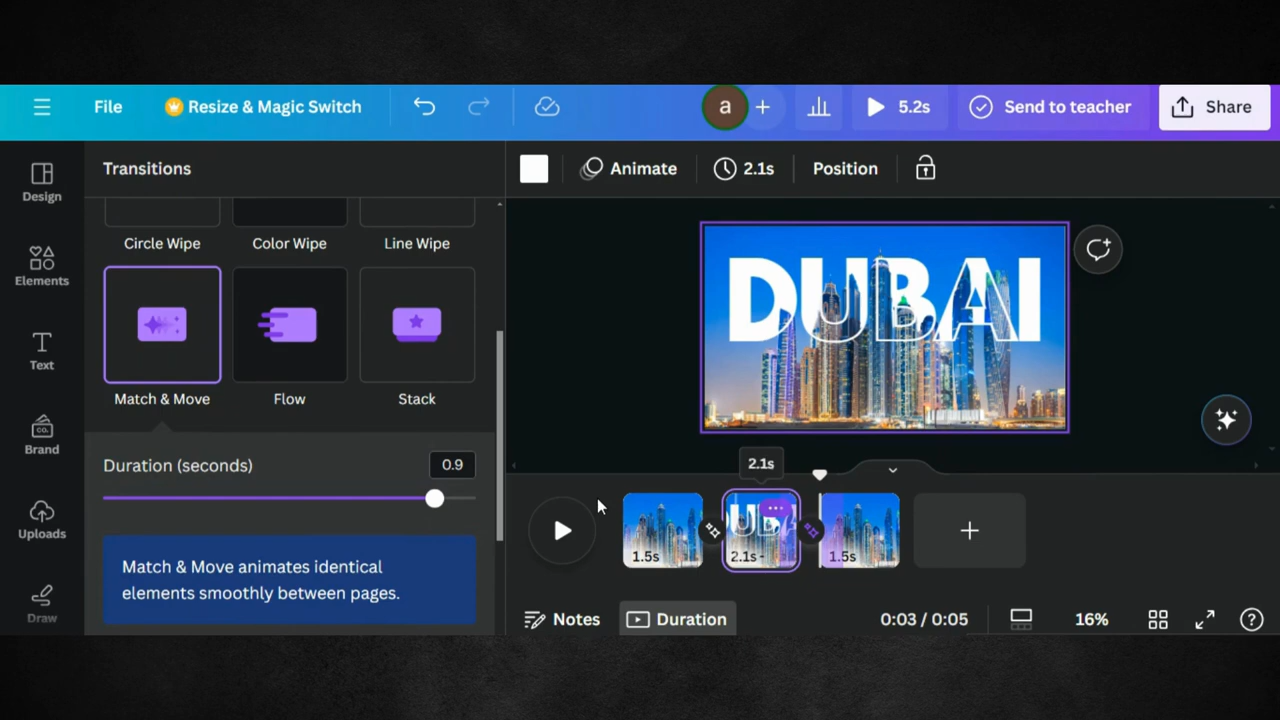 File
Resize & Magic Switch
a
+
5.2s
Send to teacher
Share
Design
Elements
Text
Brand
CO.
Uploads
Draw
Transitions
Circle Wipe
Color Wipe
Line Wipe
Match & Move
Flow
Stack
Duration (seconds)
0.9
Match & Move animates identical
elements smoothly between pages.
Animate
2.1s
Position
DUBAI
2.1s
1.5s
DUBA
2.1s -
1.5s
Notes
Duration
0:03 / 0:05
16%
?